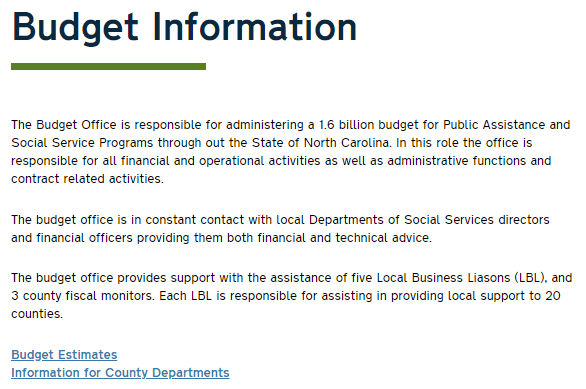 Budget Information
The Budget Office is responsible for administering a 1.6 billion budget for Public Assistance and
Social Service Programs through out the State of North Carolina. In this role the office is
responsible for all financial and operational activities as well as administrative functions and
contract related activities.
The budget office is in constant contact with local Departments of Social Services directors
and financial officers providing them both financial and technical advice.
The budget office provides support with the assistance of five Local Business Liasons (LBL), and
3 county fiscal monitors. Each LBL is responsible for assisting in providing local support to 20
counties.
Budget Estimates
Information for County Departments